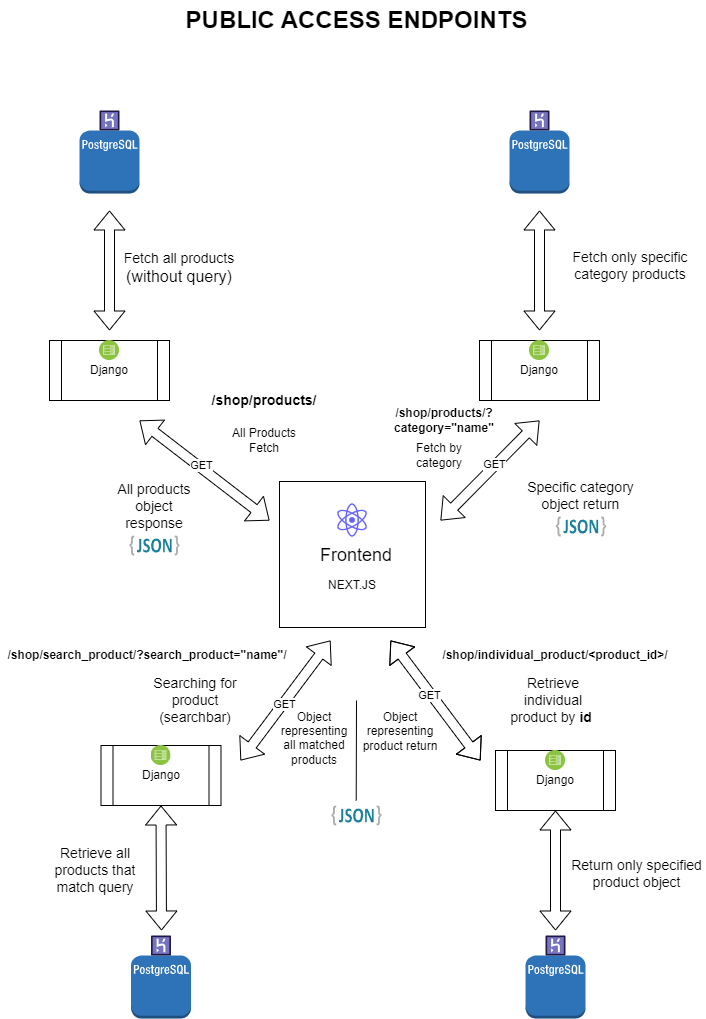 PUBLIC ACCESS ENDPOINTS
PostgreSQL
PostgreSQL
Fetch all products
(without query)
Fetch only specific
category products
Django
Django
/shop/products/
All Products
Fetch
GET
/shop/products/?
category="name"
Fetch by
category
GET
All products
object
response
{JSON}
Specific category
object return
{JSON}
Frontend
NEXT.JS
/shop/search_product/?search_product="name"/
Searching for
product
(searchbar)
GET
Object
representing
all matched
products
/shop/individual_product/<product_id>/
Retrieve
individual
product by id
GET
Object
representing
product return
{JSON}
Django
Django
Retrieve all
products that
match query
Return only specified
product object
PostgreSQL
PostgreSQL